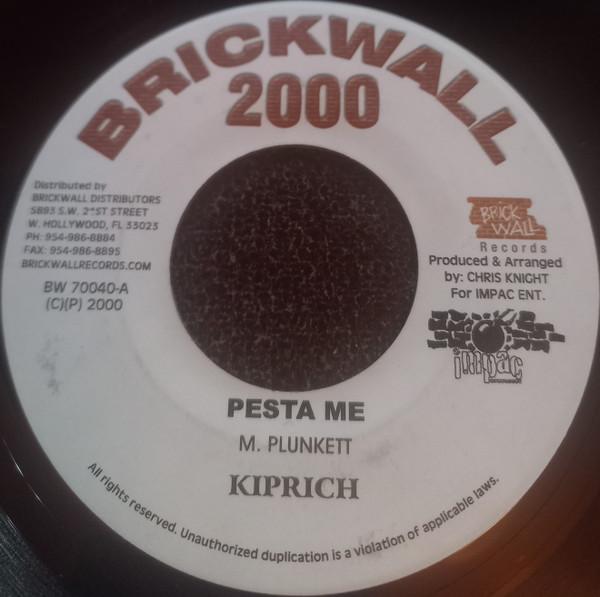 BRICKWALL
2000
Distributed by
BRICKWALL DISTRIBUTORS
5893 S.W. 21ST STREET
W. HOLLYWOOD, FL 33023
PH: 954-986-8884
FAX: 954-986-8895
BRICKWALLRECORDS.COM
BW 70040-A
(C)(P) 2000
BRICK
WALL
Records
Produced & Arranged
by: CHRIS KNIGHT
For IMPAC ENT.
impac
PESTA ME
M. PLUNKETT
KIPRICH
All rights reserved. Unauthorized duplication is a violation of applicable laws.